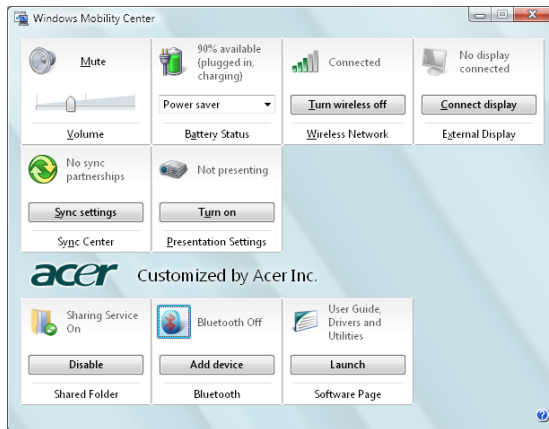 Windows Mobility Center
Mute
Volume
90% available
(plugged in,
charging)
Power saver
Battery Status
Connected
Turn wireless off
Wireless Network
No display
connected
Connect display
External Display
No sync
partnerships
Sync settings
Sync Center
Not presenting
Turn on
Presentation Settings
acer Customized by Acer Inc.
Sharing Service
On
Disable
Shared Folder
Bluetooth Off
Add device
Bluetooth
User Guide,
Drivers and
Utilities
Launch
Software Page
?